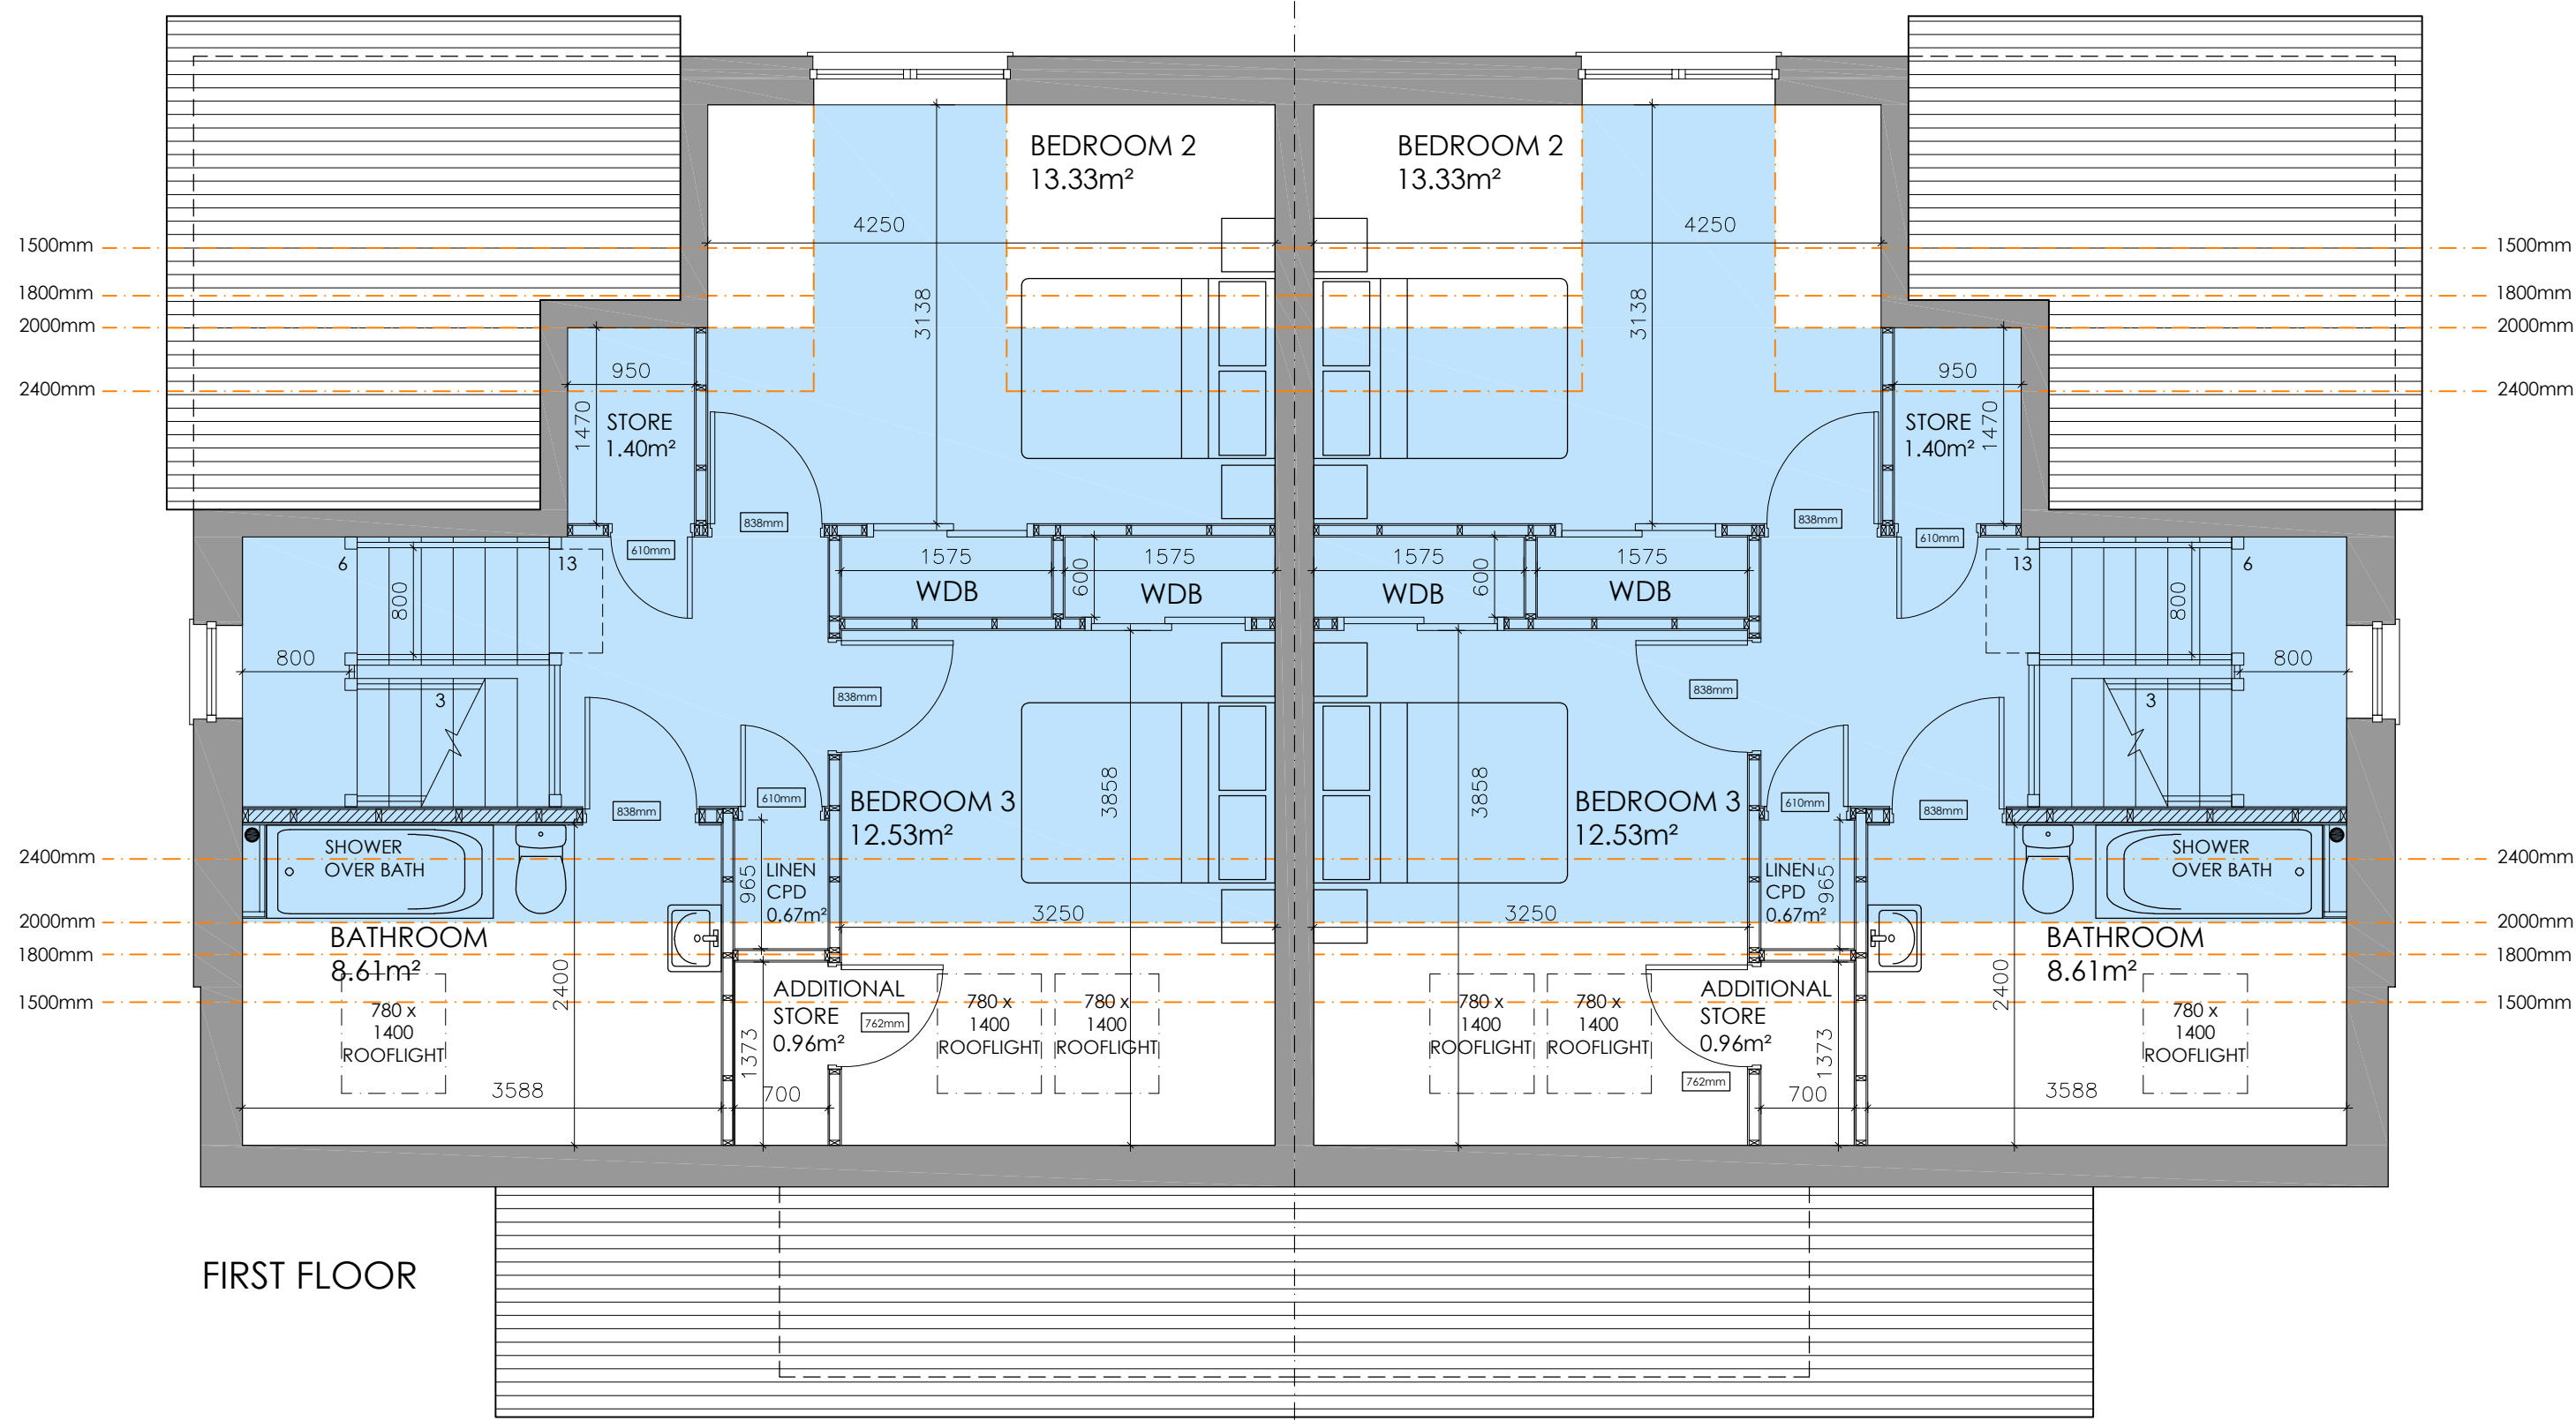 BEDROOM 2
13.33m²
BEDROOM 2
13.33m²
4250
4250
1500mm
1500mm
1800mm
1800mm
3138
3138
2000mm
2000mm
950
950
2400mm
2400mm
1470
STORE
1.40m²
STORE
1.40m²
1470
838mm
838mm
610mm
610mm
6
13
13
6
1575
1575
1575
1575
600
600
WDB
WDB
WDB
WDB
800
800
800
800
838mm
838mm
3
3
838mm
610mm
610mm
838mm
BEDROOM 3
12.53m²
BEDROOM 3
12.53m²
3858
3858
SHOWER
OVER BATH
SHOWER
OVER BATH
2400mm
2400mm
965
LINEN
CPD
0.67m²
LINEN
CPD
0.67m²
965
3250
3250
2000mm
2000mm
BATHROOM
8.61m²
BATHROOM
8.61m²
1800mm
1800mm
1500mm
1500mm
2400
2400
ADDITIONAL
STORE
0.96m²
ADDITIONAL
STORE
0.96m²
762mm
762mm
780 x
1400
ROOFLIGHT
780 x
1400
ROOFLIGHT
780 x
1400
ROOFLIGHT
780 x
1400
ROOFLIGHT
780 x
1400
ROOFLIGHT
780 x
1400
ROOFLIGHT
1373
1373
3588
700
700
3588
FIRST FLOOR